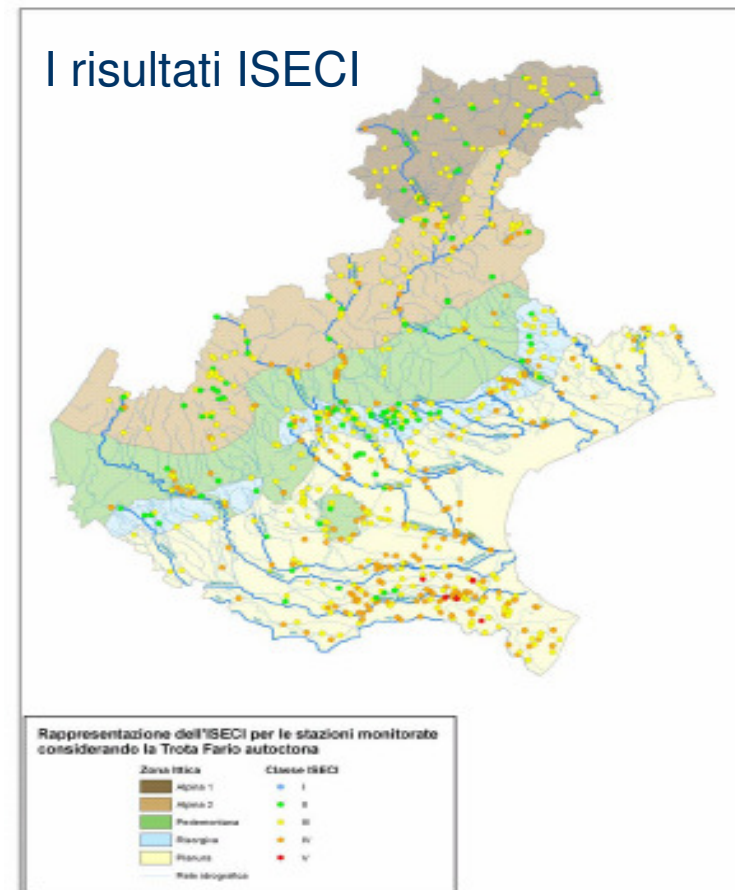 I risultati ISECI
Rappresentazione dell'ISECI per le stazioni monitorate
considerando la Trota Fario autoctona
Zona Ittica Classe ISECI
Alpina 1 I
Alpina 2 II
Pedemontana III
Risorgiva IV
Pianura V
Rete idrografica